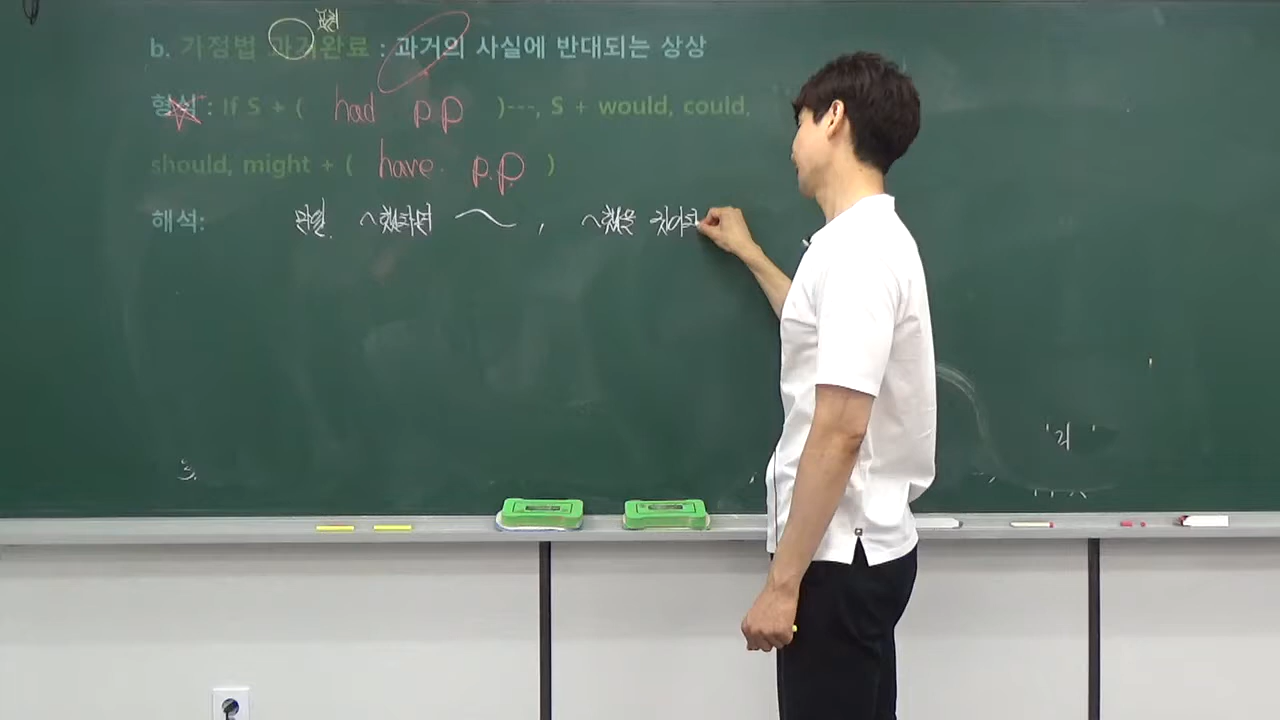 b. 가정법 과거완료 : 과거의 사실에 반대되는 상상
형식 : If S + ( had p.p )---, S + would, could,
should, might + ( have p.p. )
해석: 만일 ~했더라면 ~, ~했을 것이다